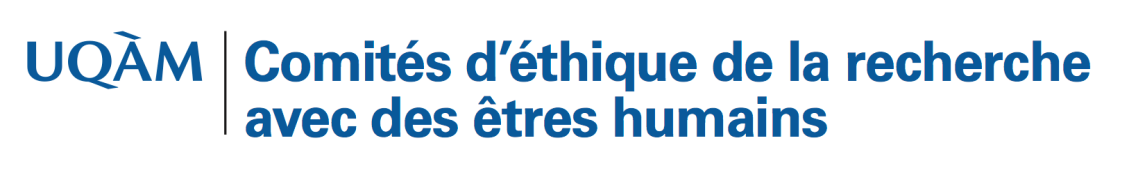 UQÀM
Comités d’éthique de la recherche
avec des êtres humains